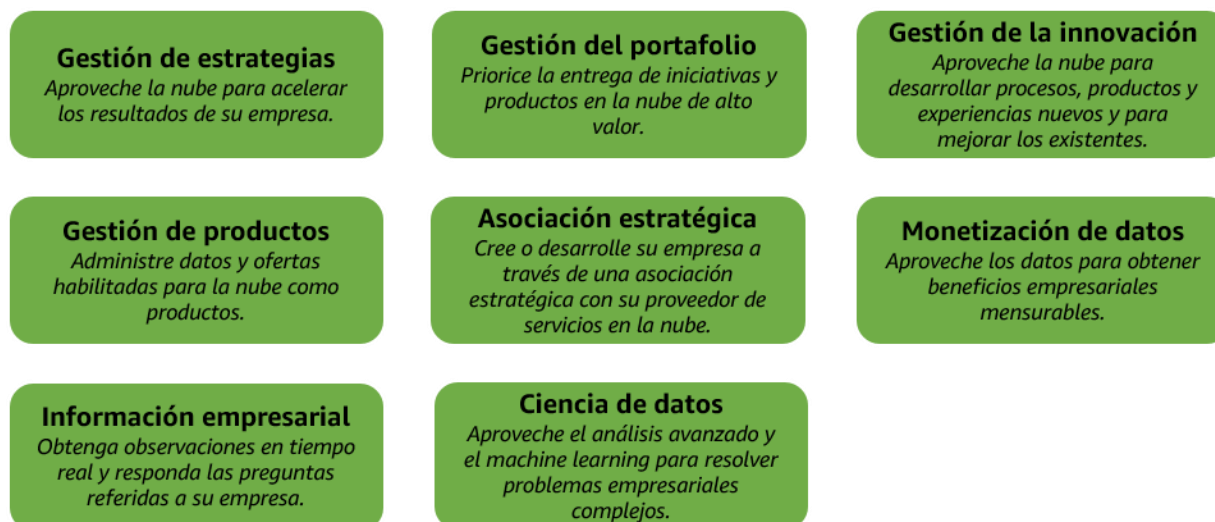 Gestión de estrategias
Aproveche la nube para acelerar
los resultados de su empresa.
Gestión del portafolio
Priorice la entrega de iniciativas y
productos en la nube de alto
valor.
Gestión de la innovación
Aproveche la nube para
desarrollar procesos, productos y
experiencias nuevos y para
mejorar los existentes.
Gestión de productos
Administre datos y ofertas
habilitadas para la nube como
productos.
Asociación estratégica
Cree o desarrolle su empresa a
través de una asociación
estratégica con su proveedor de
servicios en la nube.
Monetización de datos
Aproveche los datos para obtener
beneficios empresariales
mensurables.
Información empresarial
Obtenga observaciones en tiempo
real y responda las preguntas
referidas a su empresa.
Ciencia de datos
Aproveche el análisis avanzado y
el machine learning para resolver
problemas empresariales
complejos.